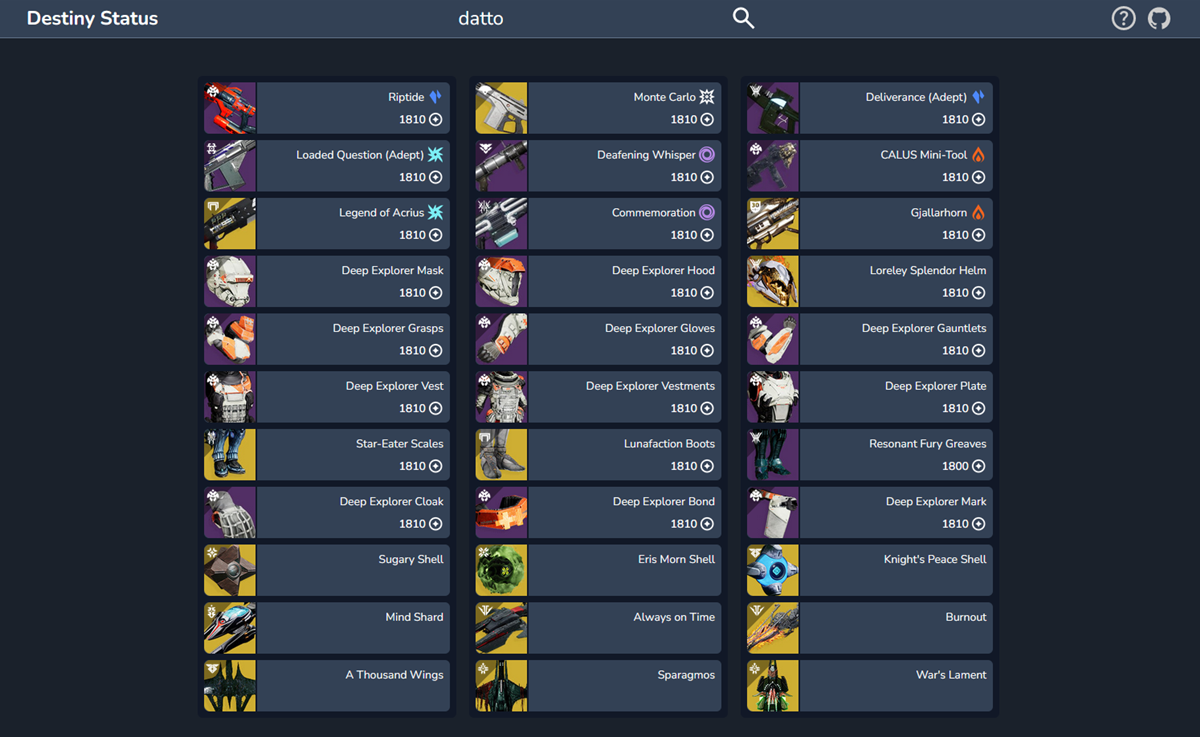 Destiny Status
datto
Riptide
1810
Loaded Question (Adept)
1810
Legend of Acrius
1810
Deep Explorer Mask
1810
Deep Explorer Grasps
1810
Deep Explorer Vest
1810
Star-Eater Scales
1810
Deep Explorer Cloak
1810
Sugary Shell
Mind Shard
A Thousand Wings
Monte Carlo
1810
Deafening Whisper
1810
Commemoration
1810
Deep Explorer Hood
1810
Deep Explorer Gloves
1810
Deep Explorer Vestments
1810
Lunafaction Boots
1810
Deep Explorer Bond
1810
Eris Morn Shell
Always on Time
Sparagmos
Deliverance (Adept)
1810
CALUS Mini-Tool
1810
Gjallarhorn
1810
Loreley Splendor Helm
1810
Deep Explorer Gauntlets
1810
Deep Explorer Plate
1810
Resonant Fury Greaves
1800
Deep Explorer Mark
1810
Knight's Peace Shell
Burnout
War's Lament